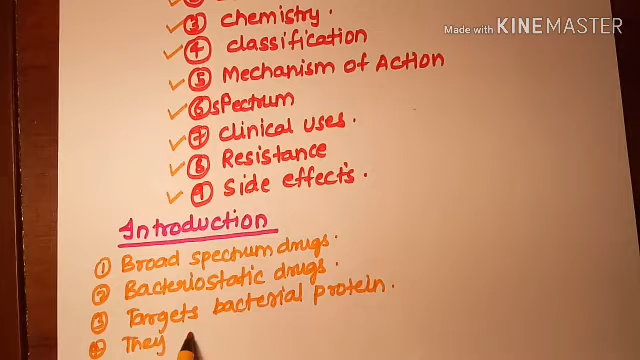 Made with KINEMASTER
③ chemistry.
④ classification
⑤ Mechanism of Action
⑥ spectrum
⑦ clinical uses.
⑧ Resistance
⑨ Side effects.
Introduction
① Broad spectrum drugs.
② Bacteriostatic drugs.
③ Targets bacterial protein.
④ They